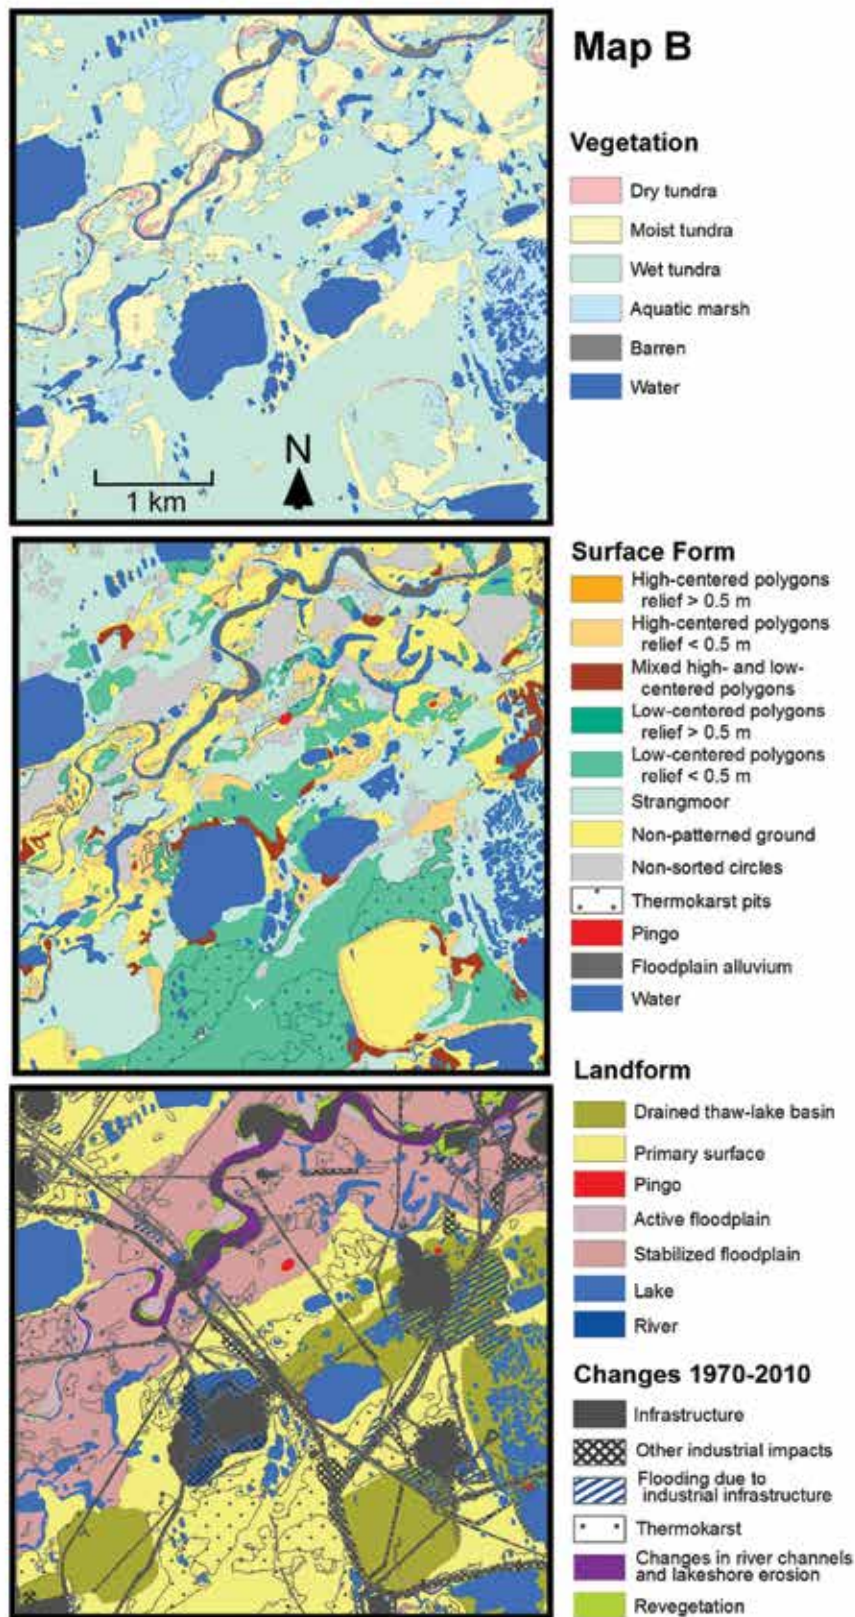 Map B
Vegetation
Dry tundra
Moist tundra
Wet tundra
Aquatic marsh
Barren
Water
N
1 km
Surface Form
High-centered polygons
relief > 0.5 m
High-centered polygons
relief < 0.5 m
Mixed high- and low-
centered polygons
Low-centered polygons
relief > 0.5 m
Low-centered polygons
relief < 0.5 m
Strangmoor
Non-patterned ground
Non-sorted circles
Thermokarst pits
Pingo
Floodplain alluvium
Water
Landform
Drained thaw-lake basin
Primary surface
Pingo
Active floodplain
Stabilized floodplain
Lake
River
Changes 1970-2010
Infrastructure
Other industrial impacts
Flooding due to
industrial infrastructure
Thermokarst
Changes in river channels
and lakeshore erosion
Revegetation